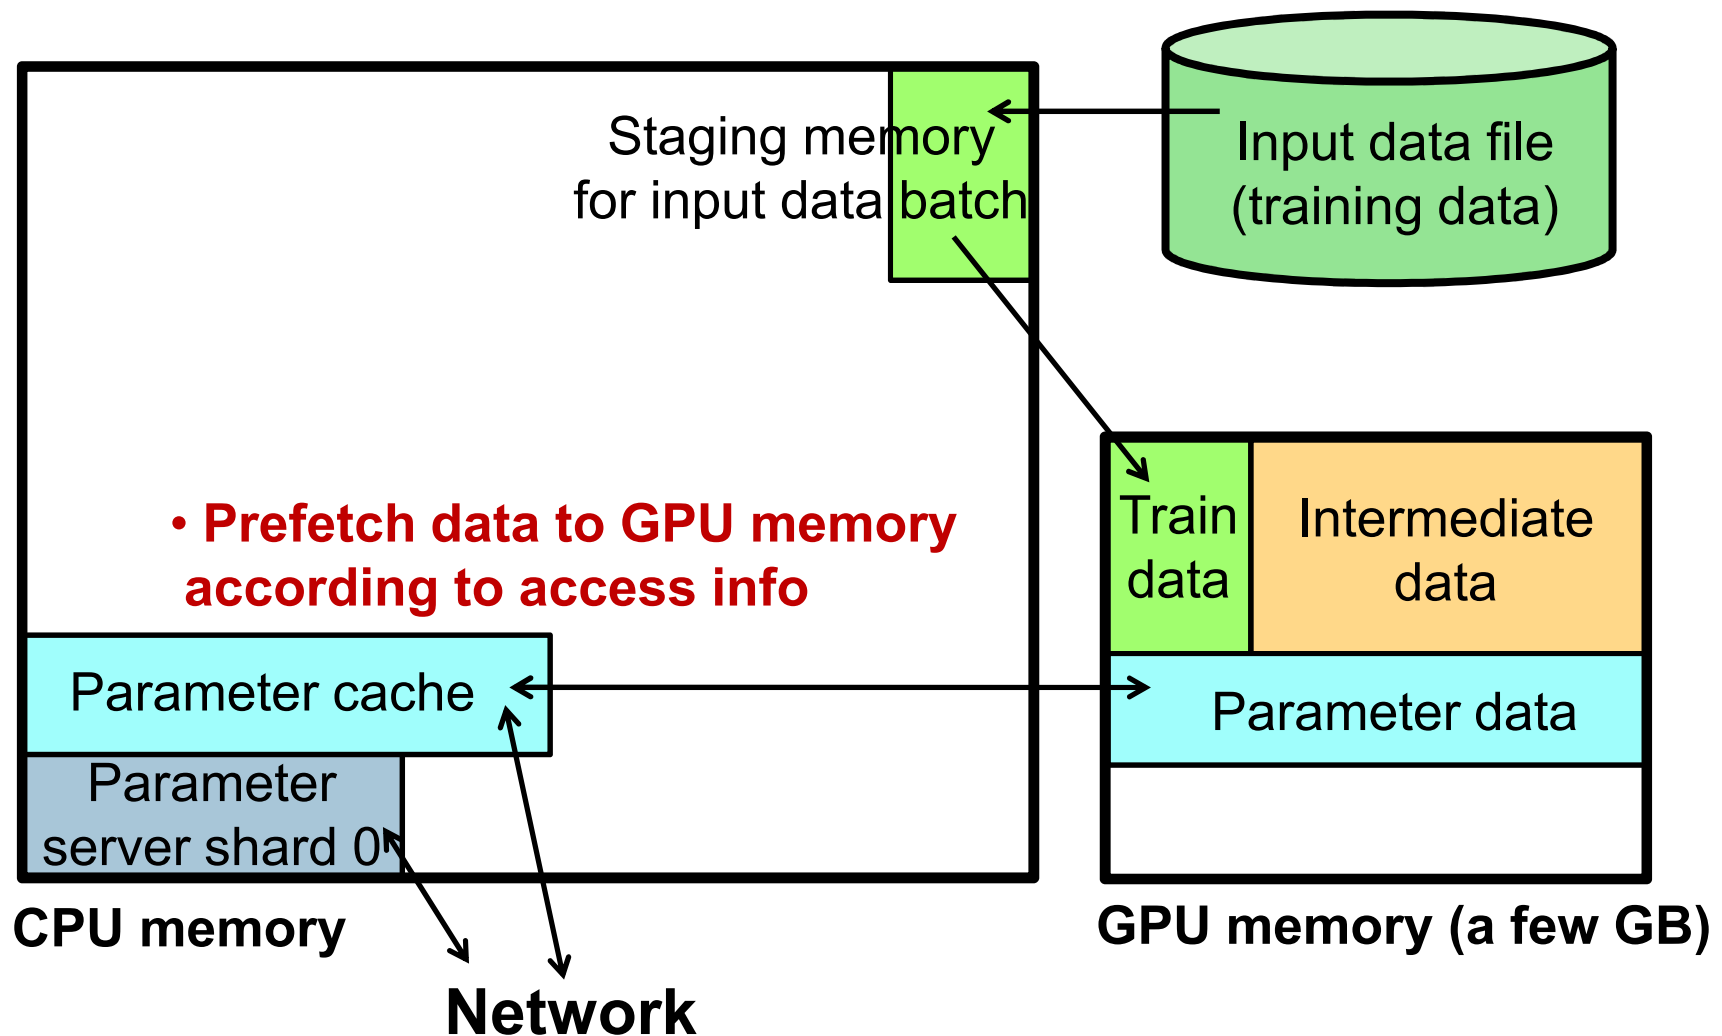 Staging memory
for input data batch
Input data file
(training data)
• Prefetch data to GPU memory
according to access info
Train
data
Intermediate
data
Parameter cache
Parameter data
Parameter
server shard 0
CPU memory
GPU memory (a few GB)
Network